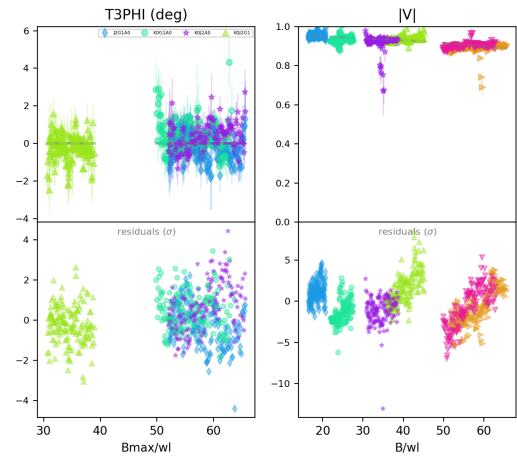 T3PHI (deg)
|V|
J2G1A0 K0G1A0 K0J2A0 K0J2G1
6
4
2
0
−2
−4
1.0
0.8
0.6
0.4
0.2
0.0
residuals (σ)
residuals (σ)
4
2
0
−2
−4
5
0
−5
−10
30 40 50 60
20 30 40 50 60
Bmax/wl
B/wl